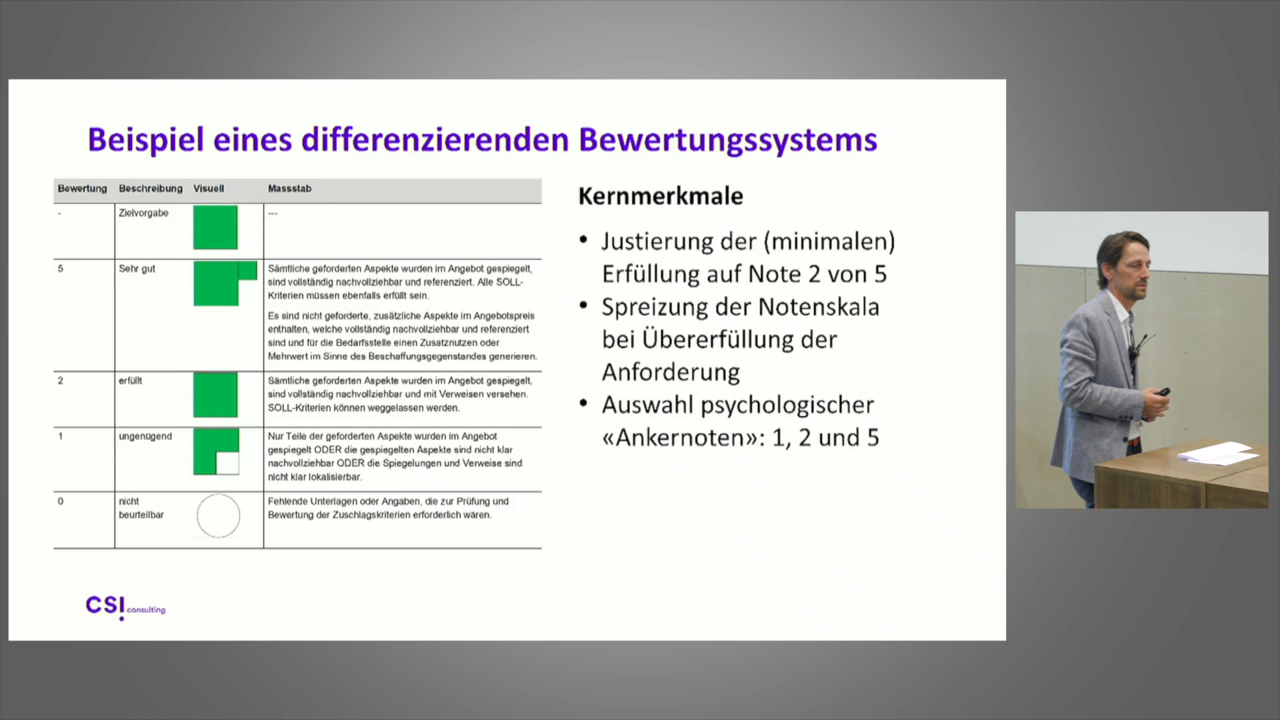 Beispiel eines differenzierenden Bewertungssystems
Bewertung Beschreibung Visuell Massstab
- Zielvorgabe ---
5 Sehr gut Sämtliche geforderten Aspekte wurden im Angebot gespiegelt,
sind vollständig nachvollziehbar und referenziert. Alle SOLL-
Kriterien müssen ebenfalls erfüllt sein.
Es sind nicht geforderte, zusätzliche Aspekte im Angebotspreis
enthalten, welche vollständig nachvollziehbar und referenziert
sind und für die Bedarfsstelle einen Zusatznutzen oder
Mehrwert im Sinne des Beschaffungsgegenstandes generieren.
2 erfüllt Sämtliche geforderten Aspekte wurden im Angebot gespiegelt,
sind vollständig nachvollziehbar und mit Verweisen versehen.
SOLL-Kriterien können weggelassen werden.
1 ungenügend Nur Teile der geforderten Aspekte wurden im Angebot
gespiegelt ODER die gespiegelten Aspekte sind nicht klar
nachvollziehbar ODER die Spiegelungen und Verweise sind
nicht klar lokalisierbar.
0 nicht Fehlende Unterlagen oder Angaben, die zur Prüfung und
beurteilbar Bewertung der Zuschlagskriterien erforderlich wären.
Kernmerkmale
• Justierung der (minimalen)
Erfüllung auf Note 2 von 5
• Spreizung der Notenskala
bei Übererfüllung der
Anforderung
• Auswahl psychologischer
«Ankernoten»: 1, 2 und 5
CSI consulting